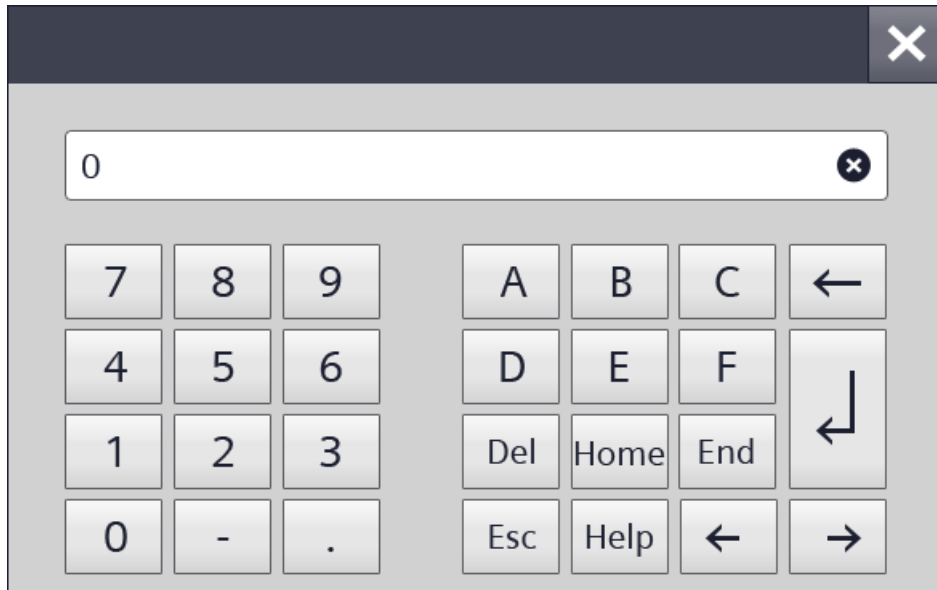 0
7 8 9 A B C ←
4 5 6 D E F ↲
1 2 3 Del Home End
0 - . Esc Help ← →